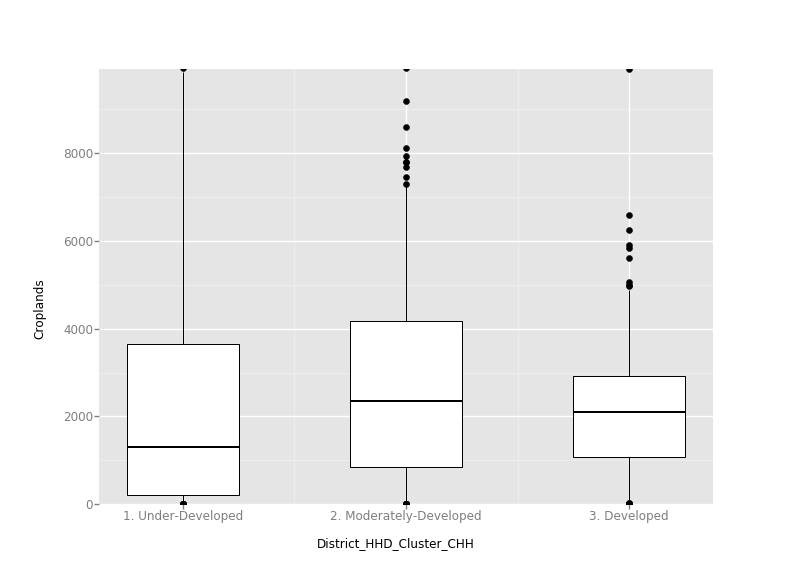 8000
6000
4000
2000
0
Croplands
1. Under-Developed
2. Moderately-Developed
3. Developed
District_HHD_Cluster_CHH